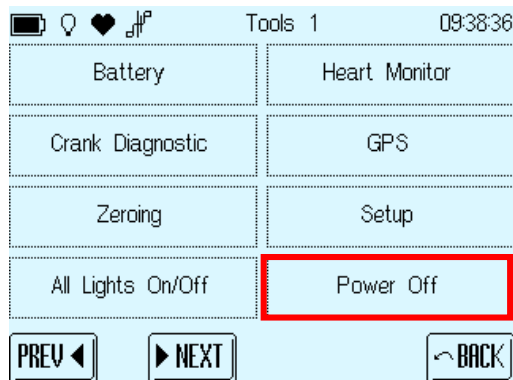 Tools 1 09:38:36
Battery Heart Monitor
Crank Diagnostic GPS
Zeroing Setup
All Lights On/Off Power Off
PREV NEXT BACK